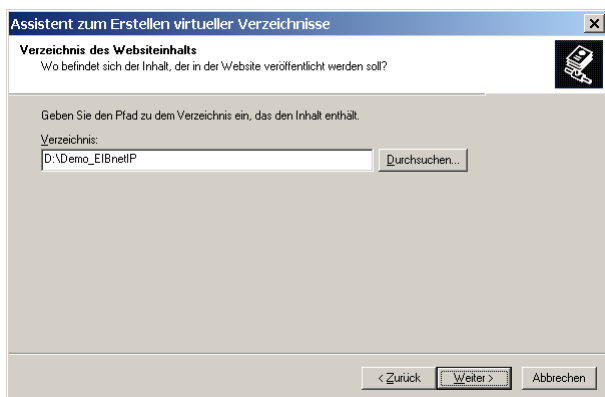 Assistent zum Erstellen virtueller Verzeichnisse
Verzeichnis des Websiteinhalts
Wo befindet sich der Inhalt, der in der Website veröffentlicht werden soll?
Geben Sie den Pfad zu dem Verzeichnis ein, das den Inhalt enthält.
Verzeichnis:
D:\Demo_EIBnetIP
Durchsuchen...
< Zurück
Weiter >
Abbrechen